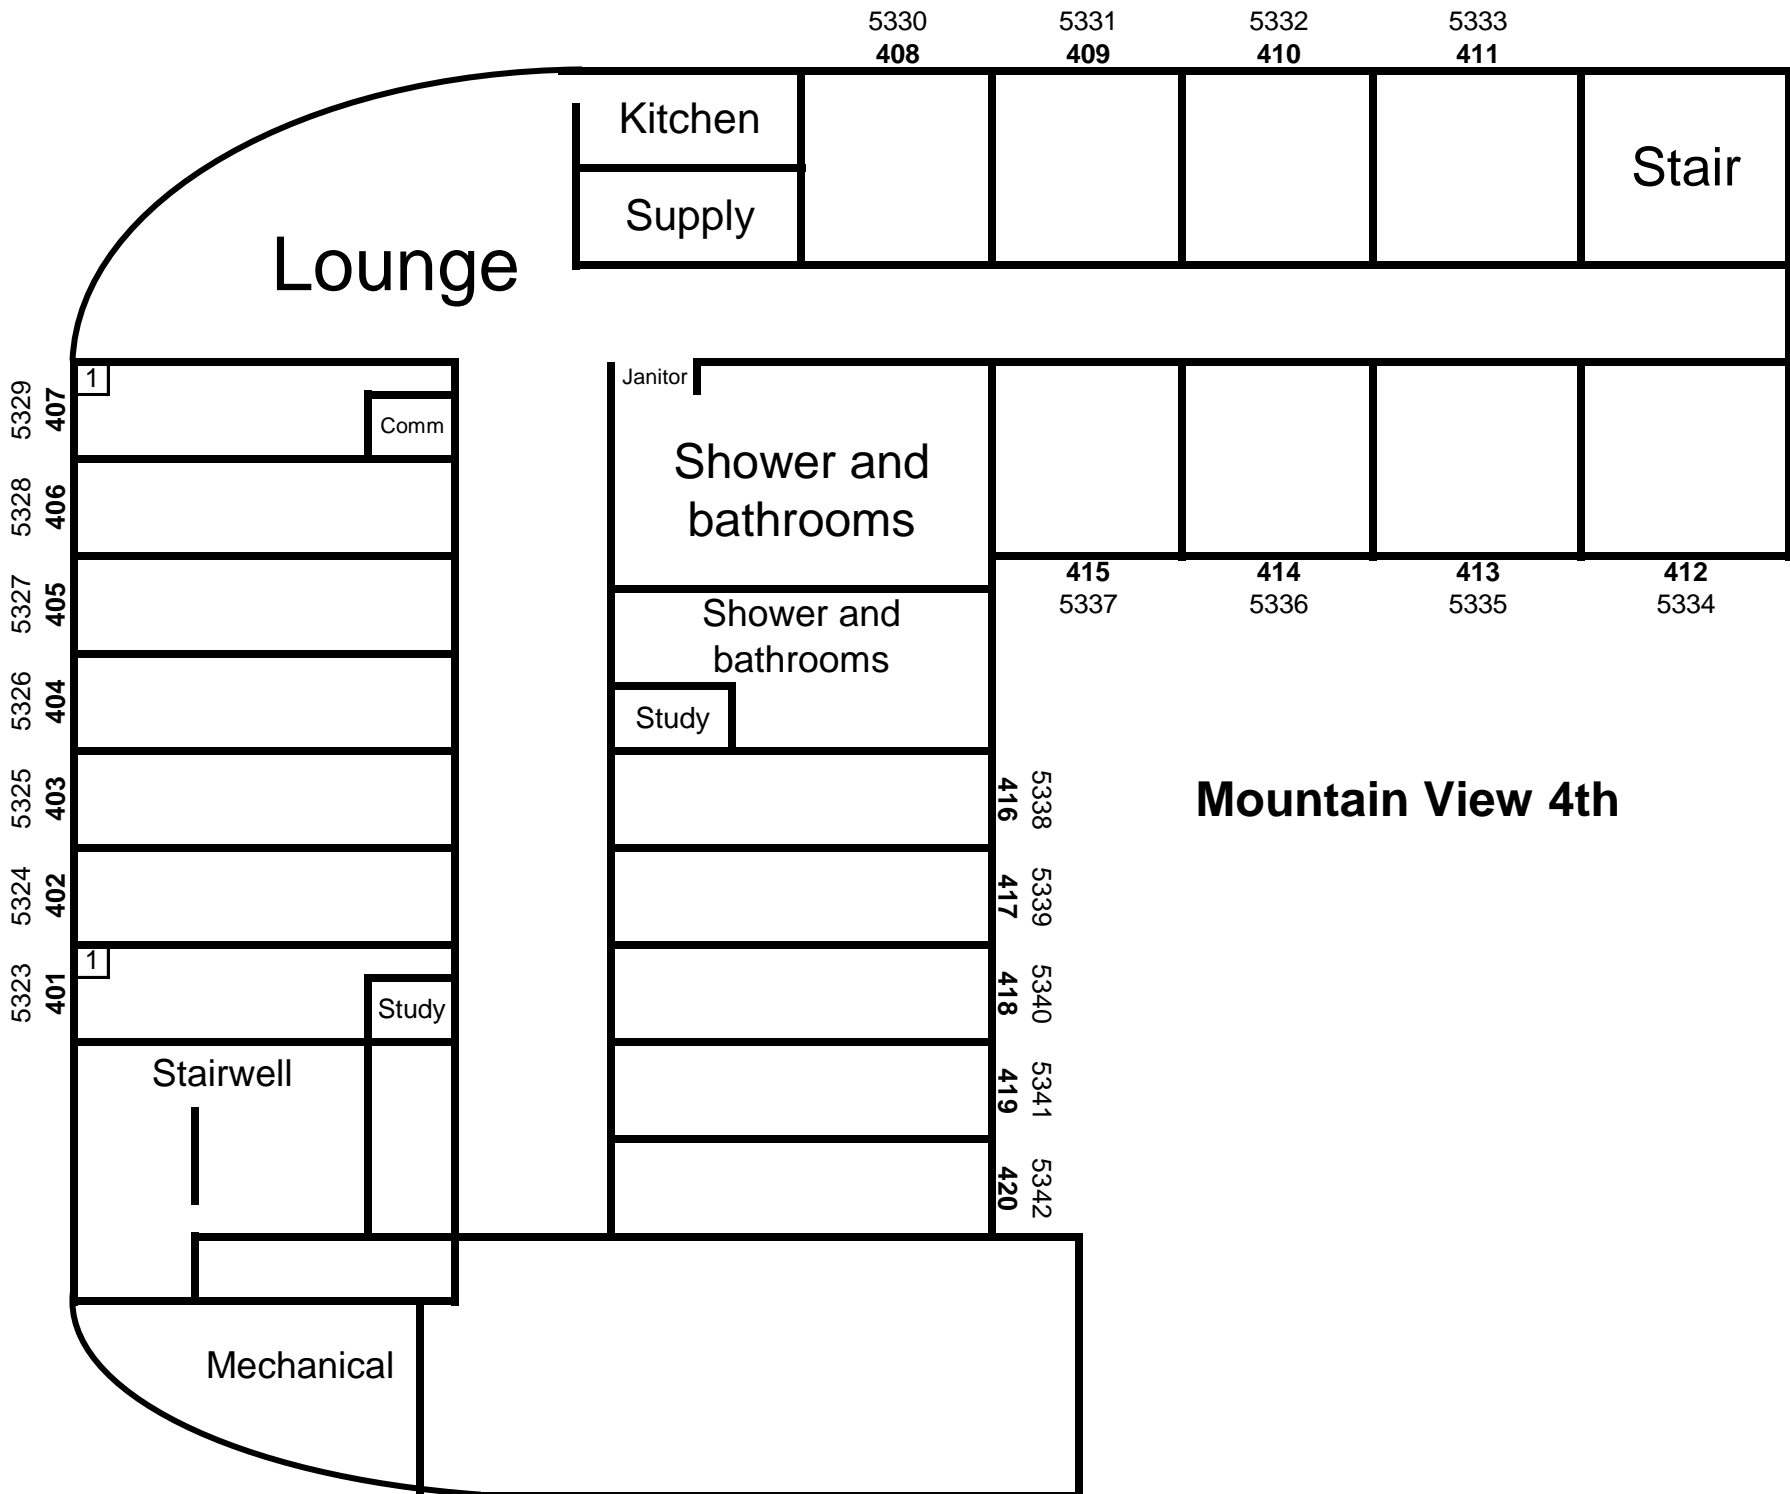 5330
408
5331
409
5332
410
5333
411
Kitchen
Supply
Stair
Lounge
5329
407
1
Comm
5328
406
5327
405
5326
404
5325
403
5324
402
5323
401
1
Study
Stairwell
Mechanical
Janitor
Shower and
bathrooms
Shower and
bathrooms
Study
415
5337
414
5336
413
5335
412
5334
416
5338
417
5339
418
5340
419
5341
420
5342
Mountain View 4th